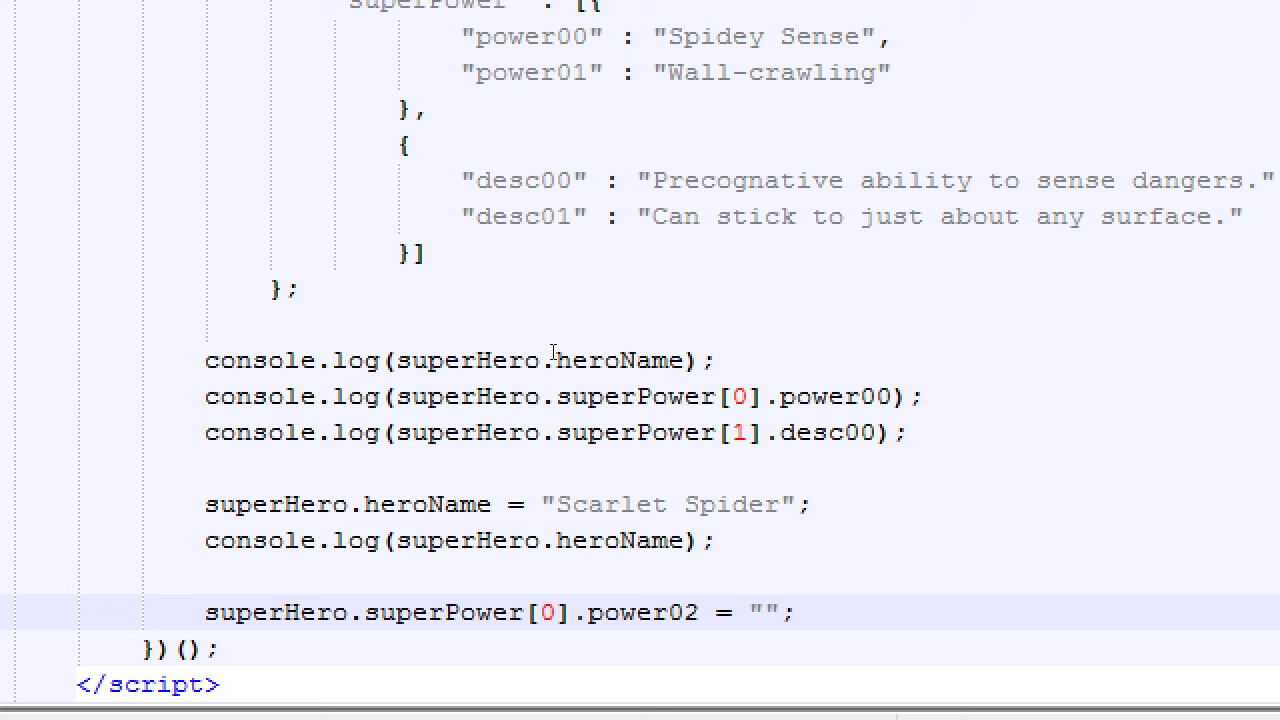 superPower : [{
"power00" : "Spidey Sense",
"power01" : "Wall-crawling"
},
{
"desc00" : "Precognative ability to sense dangers."
"desc01" : "Can stick to just about any surface."
}]
};
console.log(superHero.heroName);
console.log(superHero.superPower[0].power00);
console.log(superHero.superPower[1].desc00);
superHero.heroName = "Scarlet Spider";
console.log(superHero.heroName);
superHero.superPower[0].power02 = "";
})();
</script>